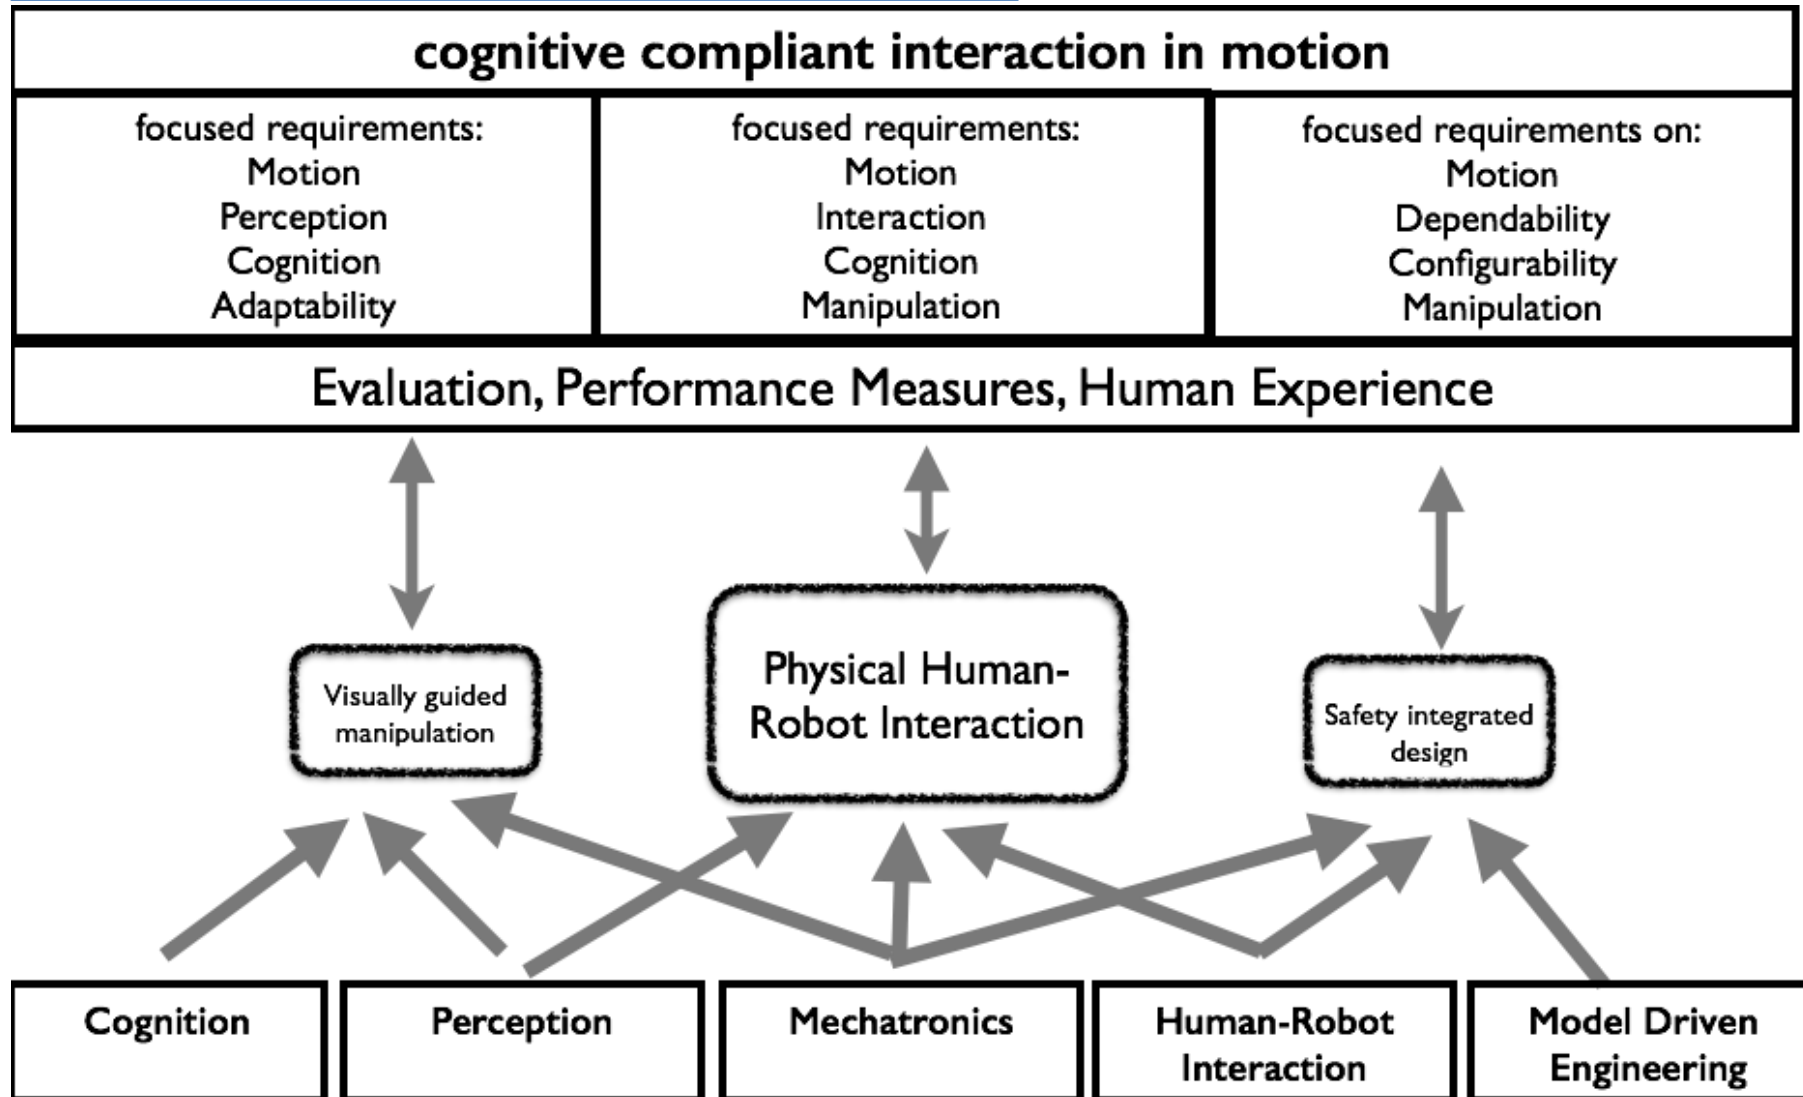 cognitive compliant interaction in motion
focused requirements:
Motion
Perception
Cognition
Adaptability
focused requirements:
Motion
Interaction
Cognition
Manipulation
focused requirements on:
Motion
Dependability
Configurability
Manipulation
Evaluation, Performance Measures, Human Experience
Visually guided
manipulation
Physical Human-
Robot Interaction
Safety integrated
design
Cognition
Perception
Mechatronics
Human-Robot
Interaction
Model Driven
Engineering